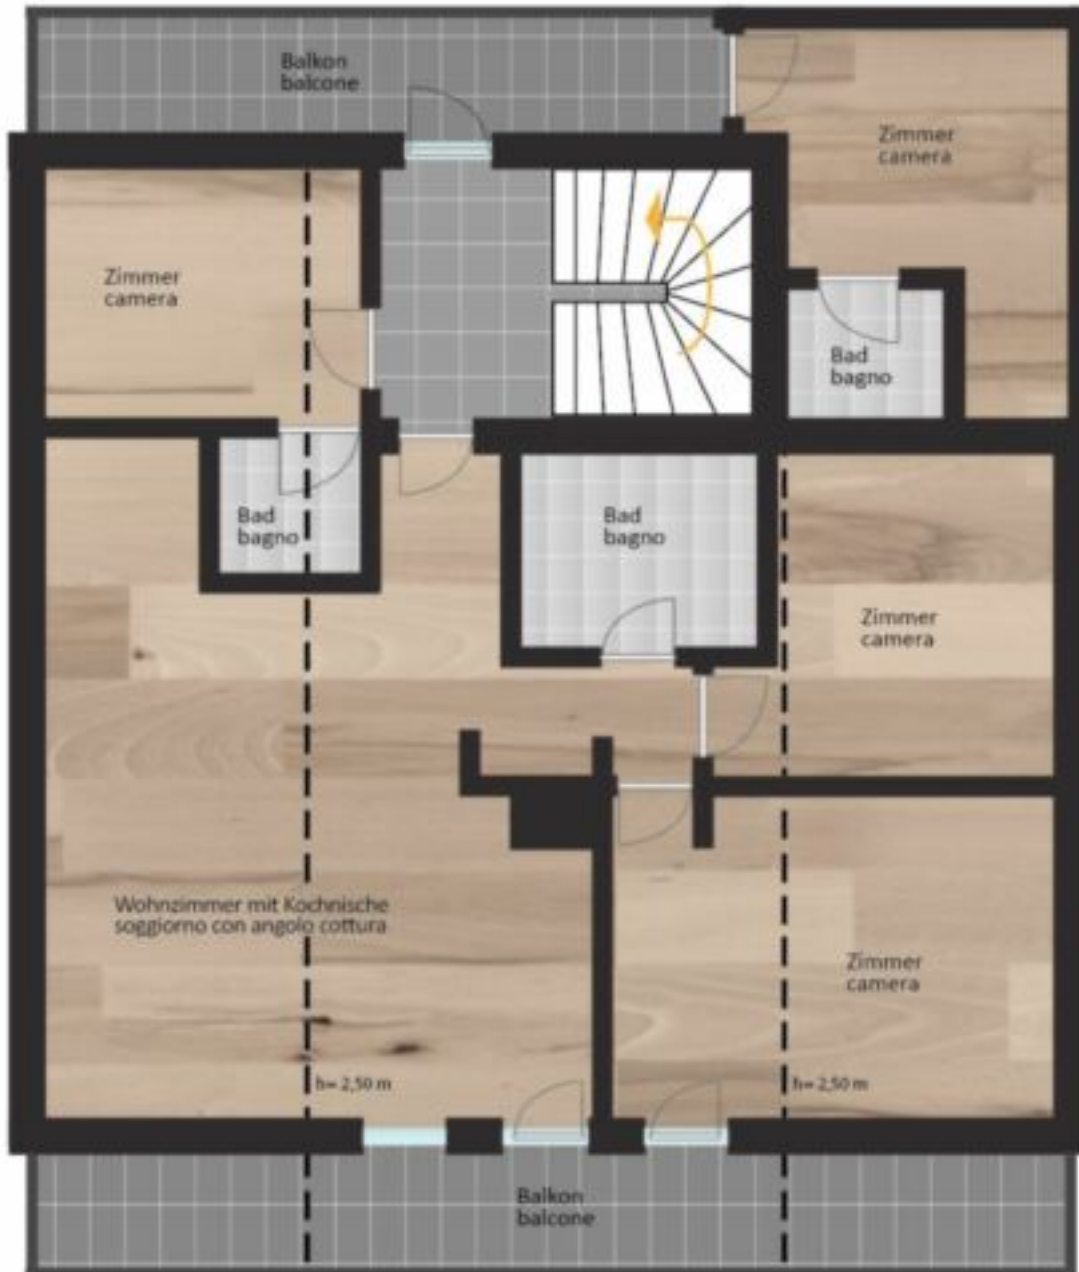 Balkon
balcone
Zimmer
camera
Zimmer
camera
Bad
bagno
Bad
bagno
Bad
bagno
Zimmer
camera
Wohnzimmer mit Kochnische
soggiorno con angolo cottura
Zimmer
camera
h= 2,50 m
h= 2,50 m
Balkon
balcone